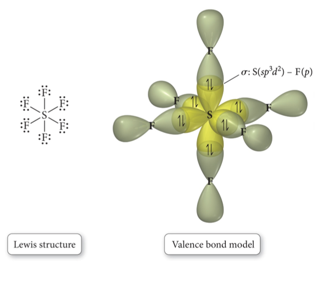 F
σ: S(sp³d²) – F(p)
:F: F F:
S
:F F F:
F
F
F
S
F
F
F
Lewis structure
Valence bond model